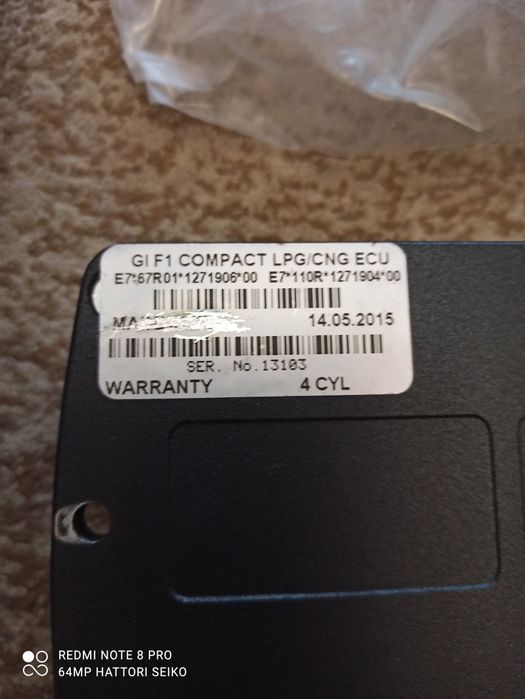 GI F1 COMPACT LPG/CNG ECU
E7*67R01*1271906*00 E7*110R*1271904*00
14.05.2015
SER. No.13103
WARRANTY 4 CYL
REDMI NOTE 8 PRO
64MP HATTORI SEIKO